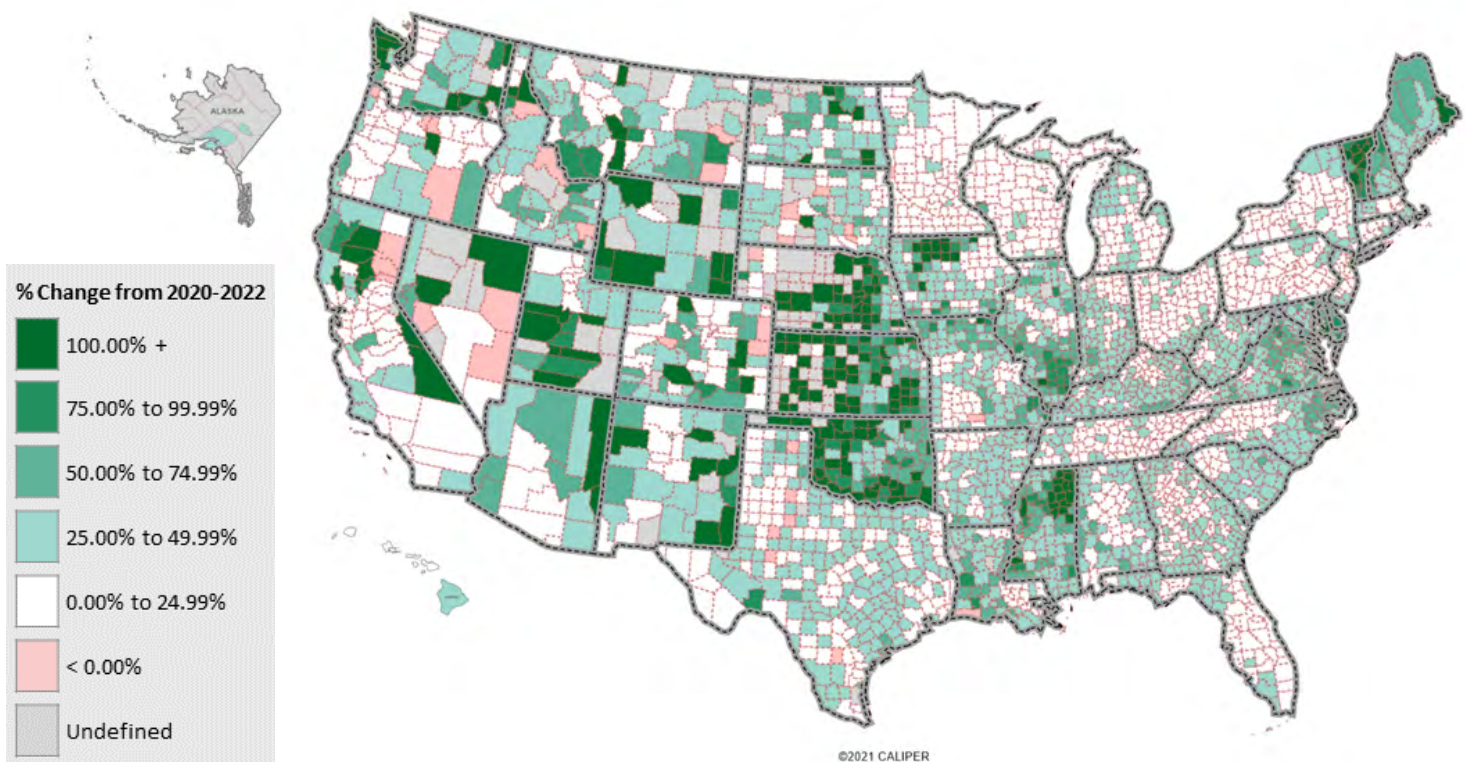 ALASKA
% Change from 2020-2022
100.00% +
75.00% to 99.99%
50.00% to 74.99%
25.00% to 49.99%
0.00% to 24.99%
< 0.00%
Undefined
©2021 CALIPER